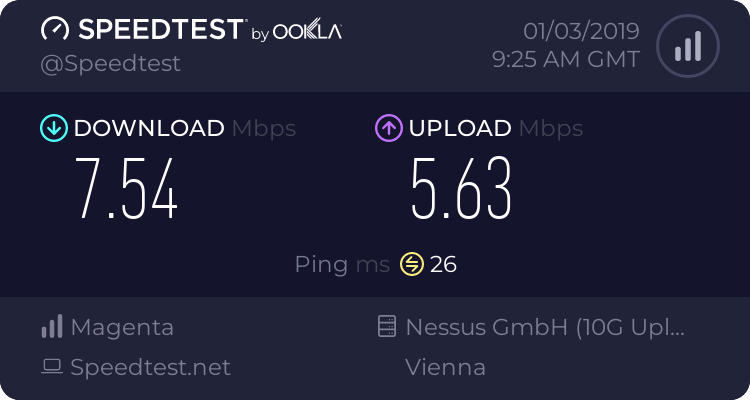 SPEEDTEST by OOKLA
@Speedtest
01/03/2019
9:25 AM GMT
DOWNLOAD Mbps
7.54
UPLOAD Mbps
5.63
Ping ms 26
Magenta
Speedtest.net
Nessus GmbH (10G Upl...
Vienna